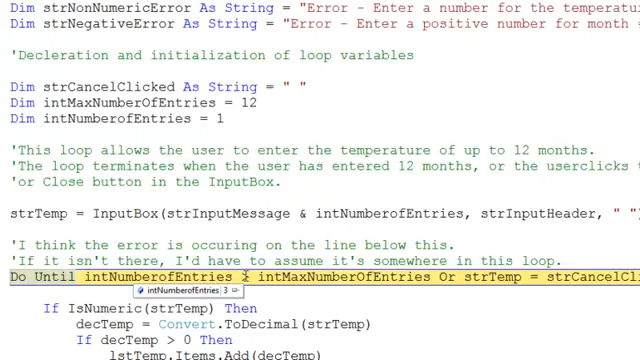 Dim strNonNumericError As String = "Error - Enter a number for the
Dim strNegativeError As String = "Error - Enter a positive number for month =
'Decleration and initialization of loop variables
Dim strCancelClicked As String = " "
Dim intMaxNumberOfEntries = 12
Dim intNumberofEntries = 1
'This loop allows the user to enter the temperature of up to 12 months.
'The loop terminates when the user has entered 12 months, or the userclicks
'or Close button in the InputBox.
strTemp = InputBox(strInputMessage & intNumberofEntries, strInputHeader, " ")
'I think the error is occuring on the line below this.
'If it isn't there, I'd have to assume it's somewhere in this loop.
Do Until intNumberofEntries > intMaxNumberOfEntries Or strTemp =
intNumberofEntries 3
If IsNumeric(strTemp) Then
decTemp = Convert.ToDecimal(strTemp)
If decTemp > 0 Then
lstTemp.Items.Add(decTemp)